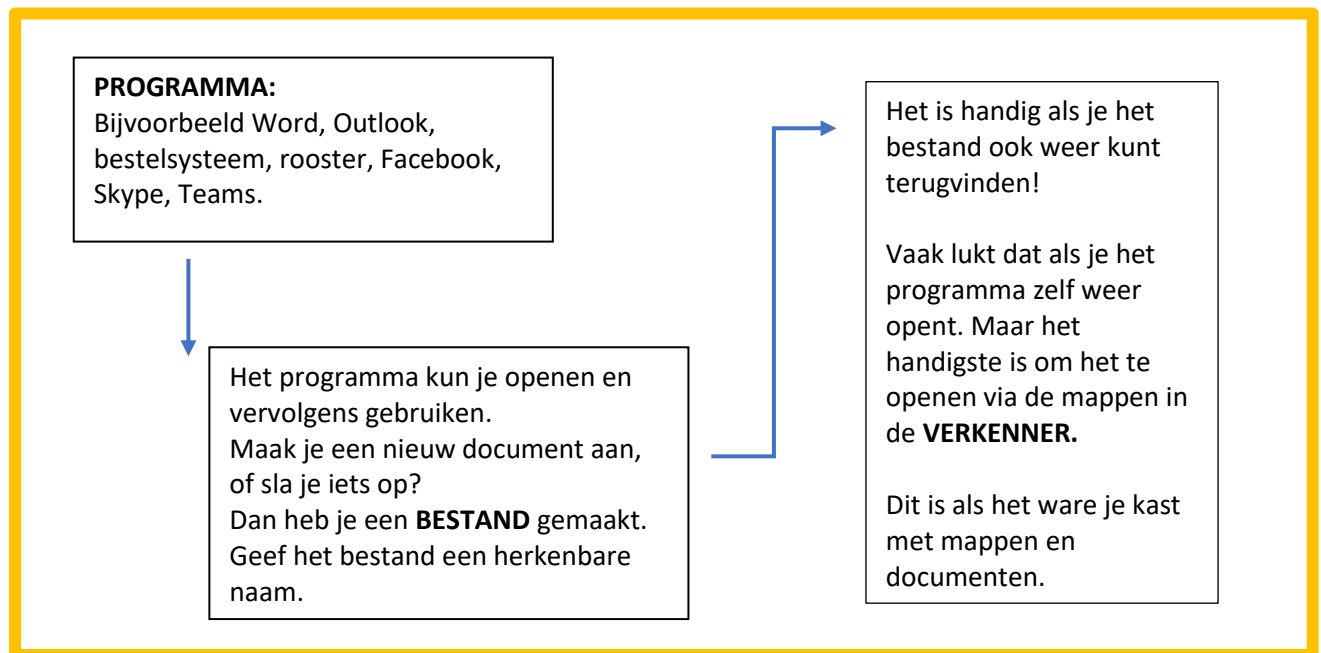 PROGRAMMA:
Bijvoorbeeld Word, Outlook,
bestelsysteem, rooster, Facebook,
Skype, Teams.
Het programma kun je openen en
vervolgens gebruiken.
Maak je een nieuw document aan,
of sla je iets op?
Dan heb je een BESTAND gemaakt.
Geef het bestand een herkenbare
naam.
Het is handig als je het
bestand ook weer kunt
terugvinden!
Vaak lukt dat als je het
programma zelf weer
opent. Maar het
handigste is om het te
openen via de mappen in
de VERKENNER.
Dit is als het ware je kast
met mappen en
documenten.